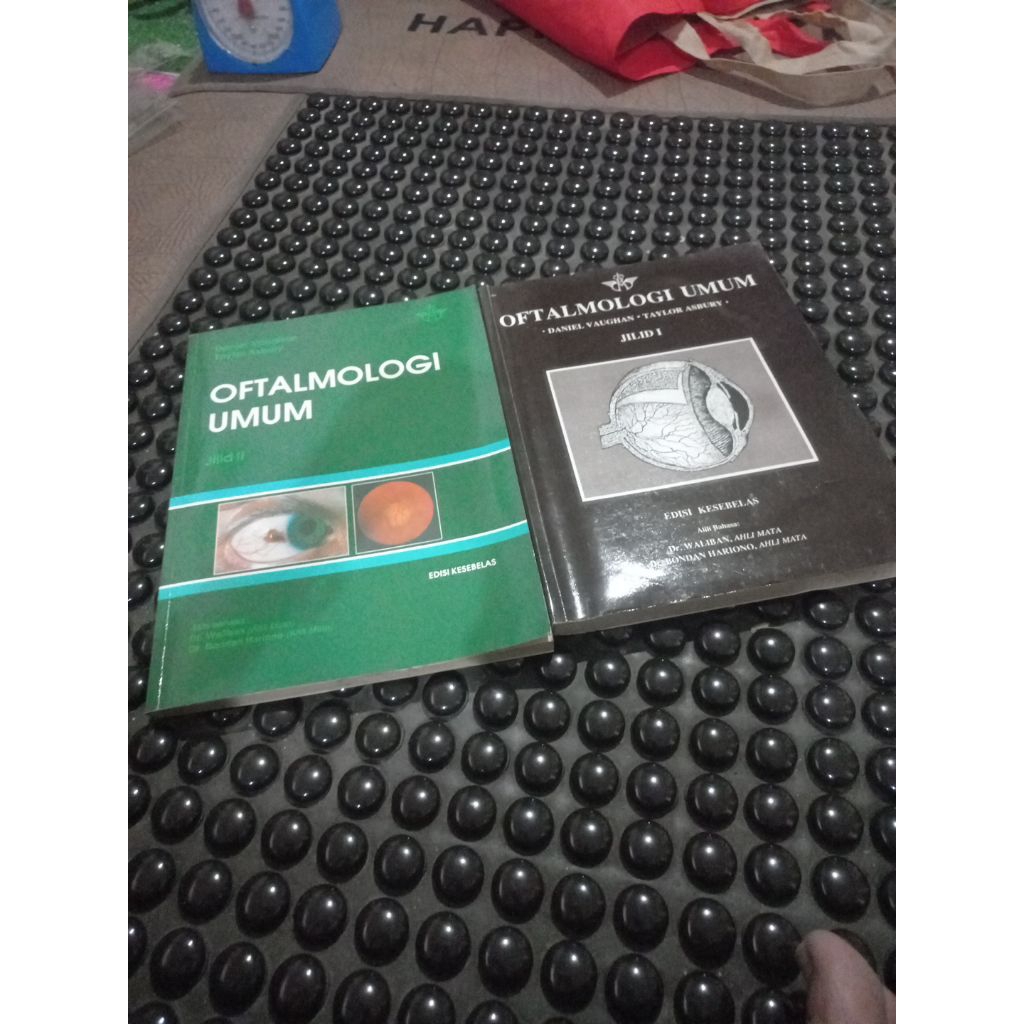 HAP
OFTALMOLOGI
UMUM
Jilid II
EDISI KESEBELAS
OFTALMOLOGI UMUM
· DANIEL VAUGHAN · TAYLOR ASBURY ·
JILID I
EDISI KESEBELAS
Alih Bahasa:
Dr. WALIBAN, AHLI MATA
Dr. BONDAN HARIONO, AHLI MATA